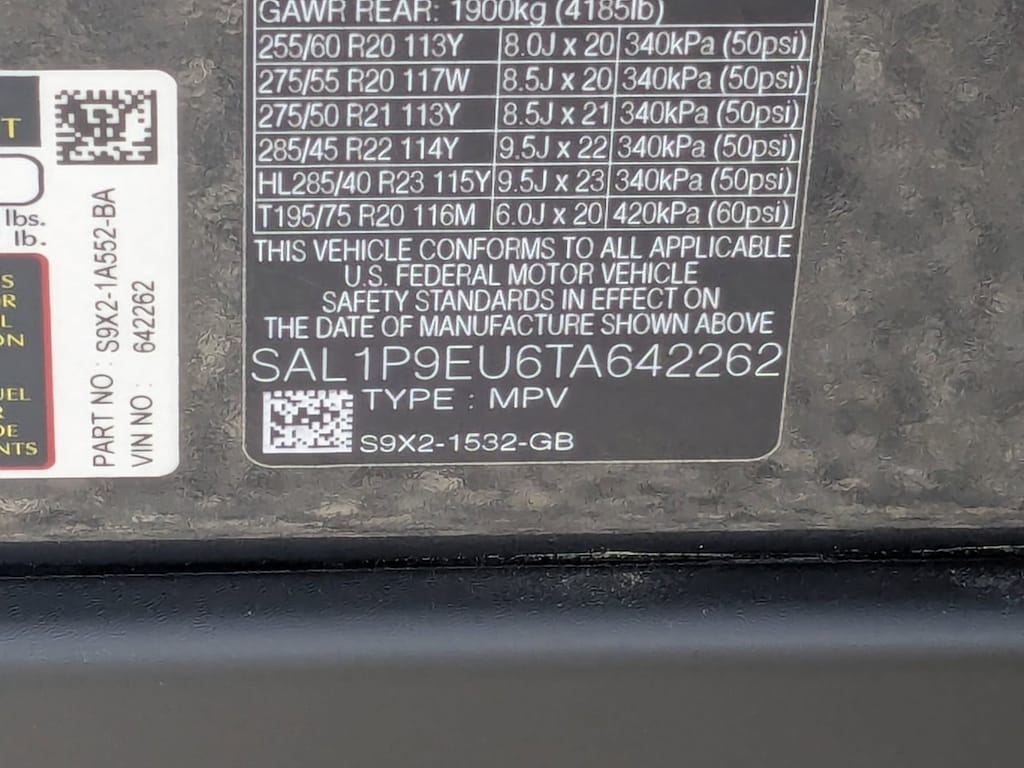 GAWR REAR: 1900kg (4185lb)
255/60 R20 113Y 8.0J x 20 340kPa (50psi)
275/55 R20 117W 8.5J x 20 340kPa (50psi)
275/50 R21 113Y 8.5J x 21 340kPa (50psi)
285/45 R22 114Y 9.5J x 22 340kPa (50psi)
HL285/40 R23 115Y 9.5J x 23 340kPa (50psi)
T195/75 R20 116M 6.0J x 20 420kPa (60psi)
THIS VEHICLE CONFORMS TO ALL APPLICABLE
U.S. FEDERAL MOTOR VEHICLE
SAFETY STANDARDS IN EFFECT ON
THE DATE OF MANUFACTURE SHOWN ABOVE
SAL1P9EU6TA642262
TYPE : MPV
S9X2-1532-GB
PART NO : S9X2-1A552-BA
VIN NO : 642262
lbs.
lb.